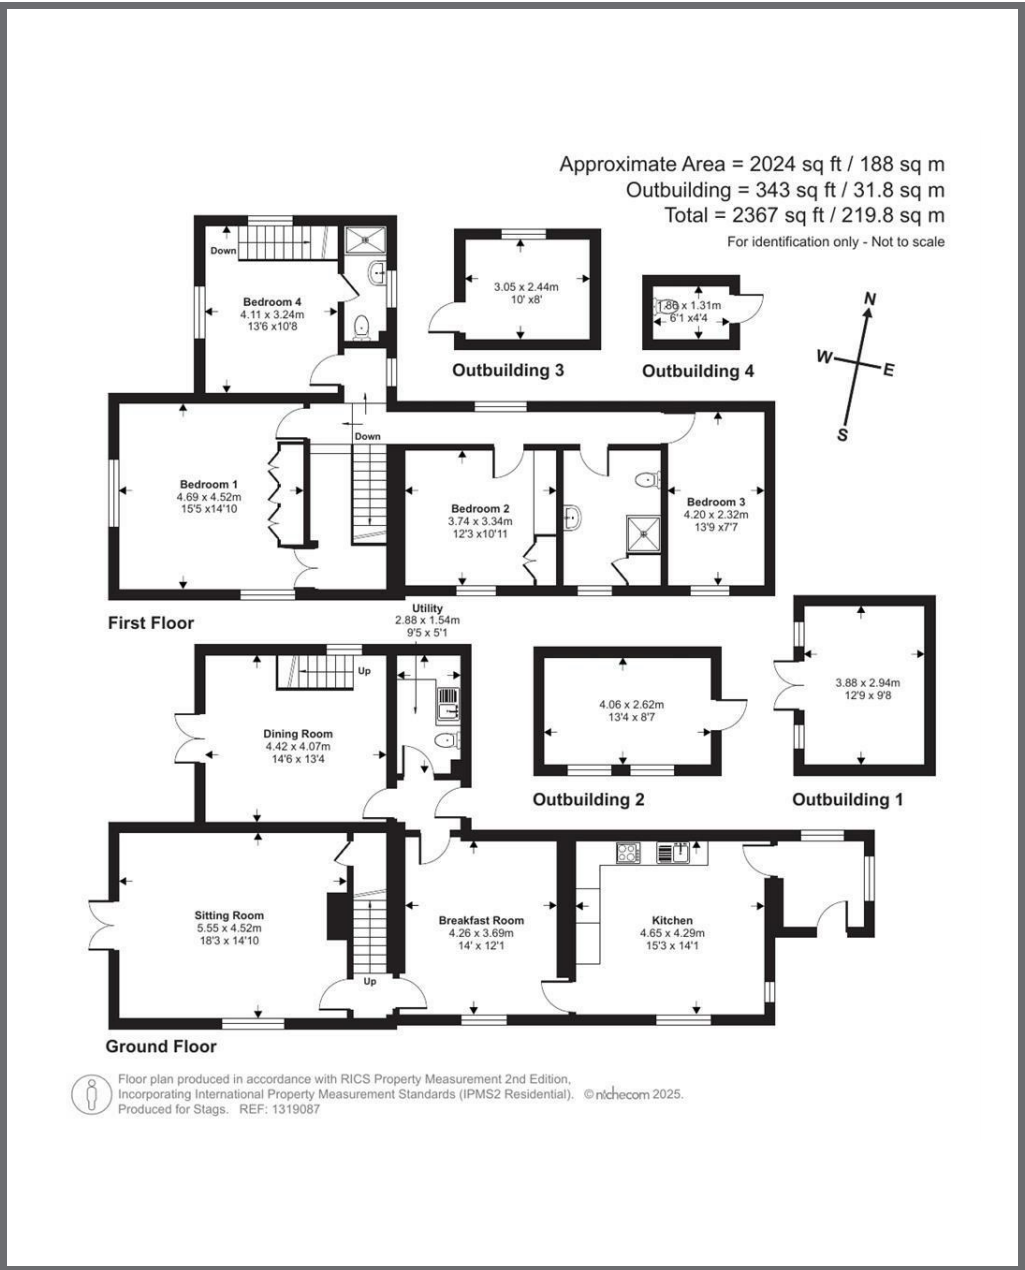 Approximate Area = 2024 sq ft / 188 sq m
Outbuilding = 343 sq ft / 31.8 sq m
Total = 2367 sq ft / 219.8 sq m
For identification only - Not to scale
N
W
E
S
Down
Bedroom 4
4.11 x 3.24m
13'6 x10'8
3.05 x 2.44m
10' x8'
Outbuilding 3
1.86 x 1.31m
6'1 x4'4
Outbuilding 4
Down
Bedroom 1
4.69 x 4.52m
15'5 x14'10
Bedroom 2
3.74 x 3.34m
12'3 x10'11
Bedroom 3
4.20 x 2.32m
13'9 x7'7
First Floor
Utility
2.88 x 1.54m
9'5 x 5'1
Up
Dining Room
4.42 x 4.07m
14'6 x 13'4
4.06 x 2.62m
13'4 x 8'7
Outbuilding 2
3.88 x 2.94m
12'9 x 9'8
Outbuilding 1
Sitting Room
5.55 x 4.52m
18'3 x 14'10
Up
Breakfast Room
4.26 x 3.69m
14' x 12'1
Kitchen
4.65 x 4.29m
15'3 x 14'1
Ground Floor
Floor plan produced in accordance with RICS Property Measurement 2nd Edition,
Incorporating International Property Measurement Standards (IPMS2 Residential). © nichecom 2025.
Produced for Stags. REF: 1319087